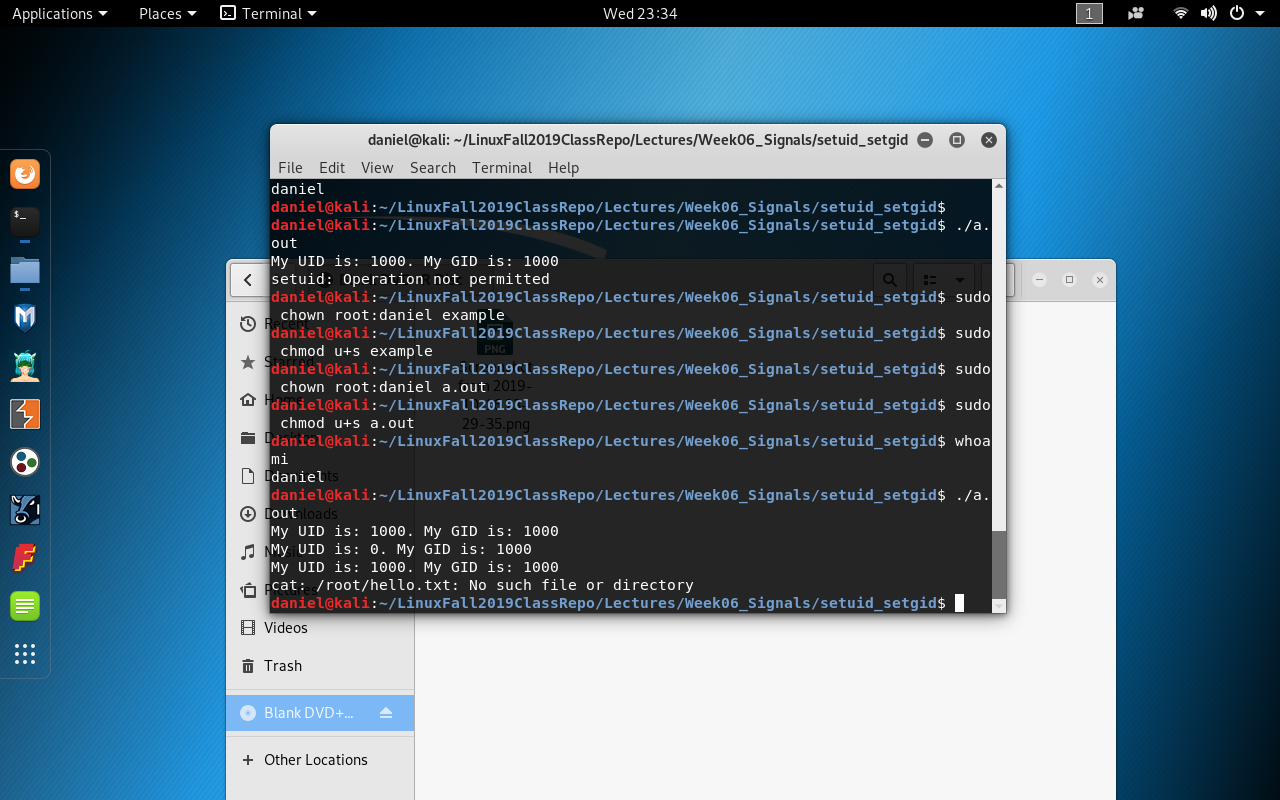 Applications Places Terminal Wed 23:34 1
daniel@kali: ~/LinuxFall2019ClassRepo/Lectures/Week06_Signals/setuid_setgid
File Edit View Search Terminal Help
daniel
daniel@kali:~/LinuxFall2019ClassRepo/Lectures/Week06_Signals/setuid_setgid$
daniel@kali:~/LinuxFall2019ClassRepo/Lectures/Week06_Signals/setuid_setgid$ ./a.
out
My UID is: 1000. My GID is: 1000
setuid: Operation not permitted
daniel@kali:~/LinuxFall2019ClassRepo/Lectures/Week06_Signals/setuid_setgid$ sudo
chown root:daniel example
daniel@kali:~/LinuxFall2019ClassRepo/Lectures/Week06_Signals/setuid_setgid$ sudo
chmod u+s example
daniel@kali:~/LinuxFall2019ClassRepo/Lectures/Week06_Signals/setuid_setgid$ sudo
chown root:daniel a.out
daniel@kali:~/LinuxFall2019ClassRepo/Lectures/Week06_Signals/setuid_setgid$ sudo
chmod u+s a.out
daniel@kali:~/LinuxFall2019ClassRepo/Lectures/Week06_Signals/setuid_setgid$ whoa
mi
daniel
daniel@kali:~/LinuxFall2019ClassRepo/Lectures/Week06_Signals/setuid_setgid$ ./a.
out
My UID is: 1000. My GID is: 1000
My UID is: 0. My GID is: 1000
My UID is: 1000. My GID is: 1000
cat: /root/hello.txt: No such file or directory
daniel@kali:~/LinuxFall2019ClassRepo/Lectures/Week06_Signals/setuid_setgid$
PNG
29-35.png
Videos
Trash
Blank DVD+...
Other Locations